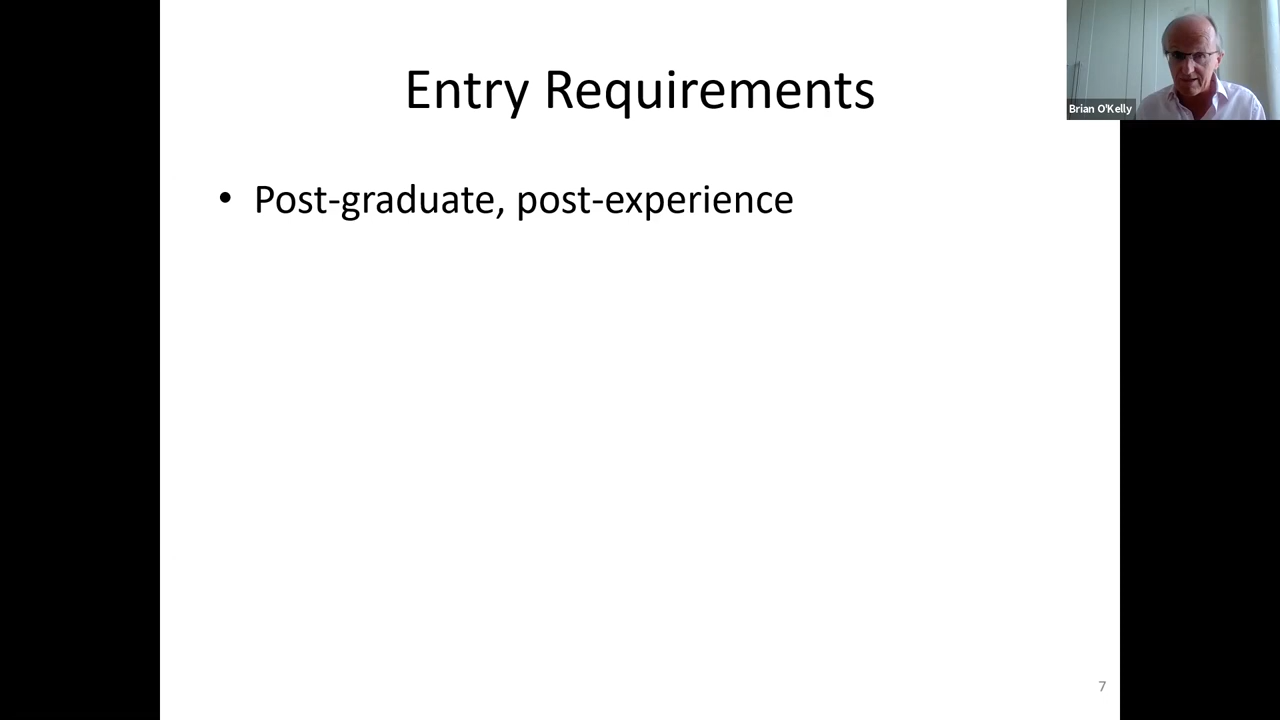 Entry Requirements
Brian O'Kelly
• Post-graduate, post-experience
7